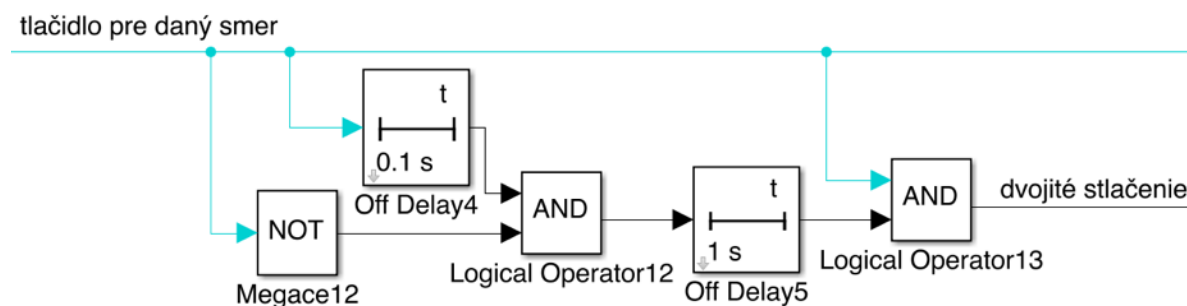 tlačidlo pre daný smer
t
0.1 s
Off Delay4
NOT
Megace12
AND
Logical Operator12
t
1 s
Off Delay5
AND
Logical Operator13
dvojité stlačenie